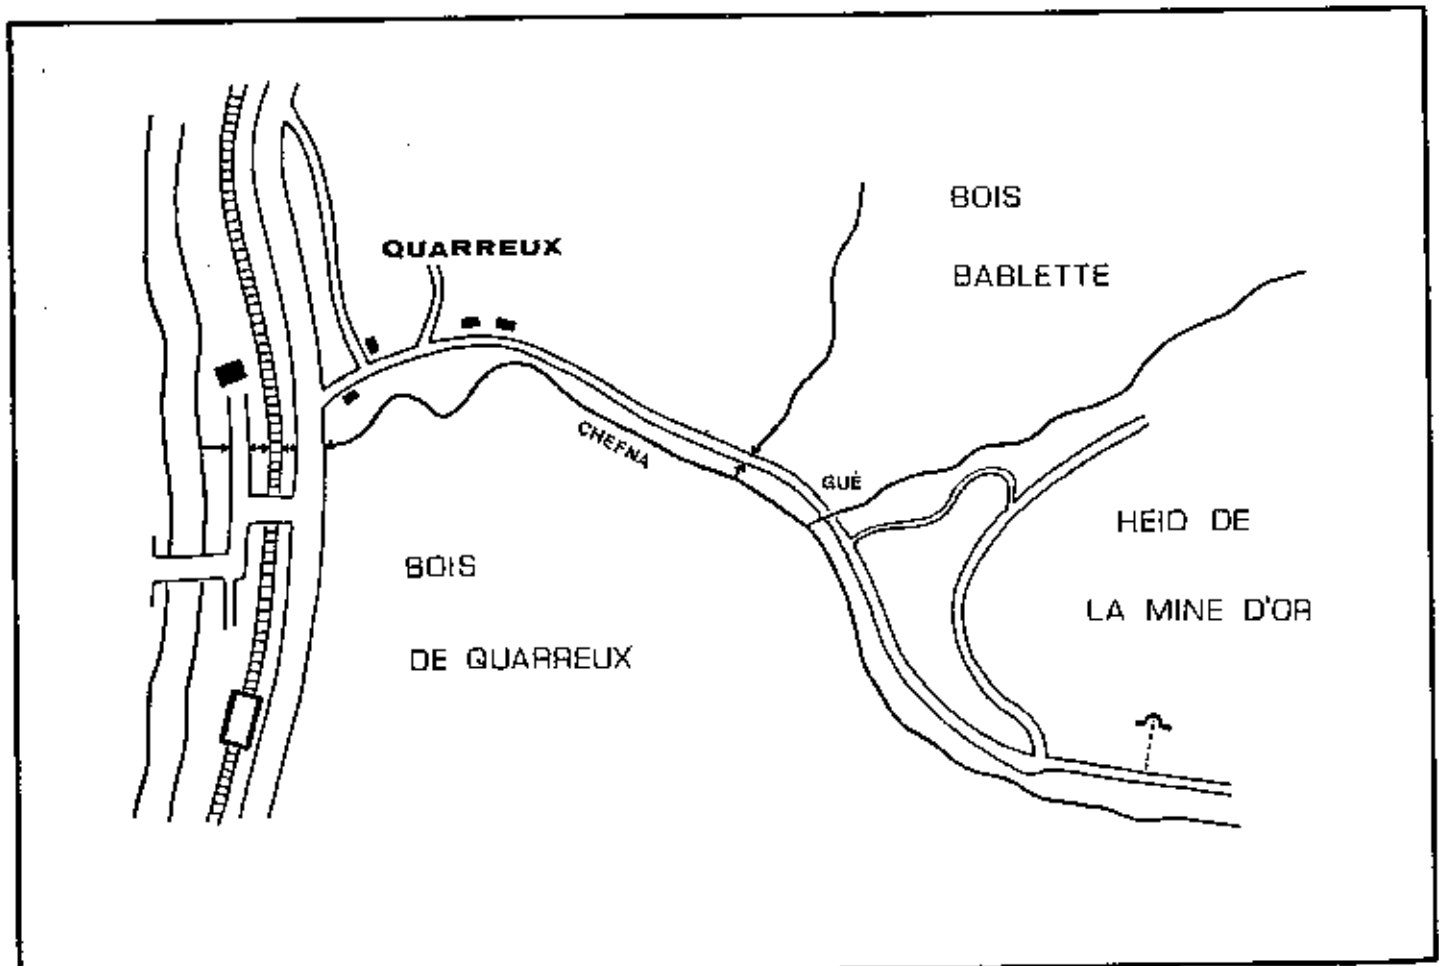 BOIS
BABLETTE
QUARREUX
CHEFNA
GUÉ
HEID DE
LA MINE D'OR
BOIS
DE QUARREUX